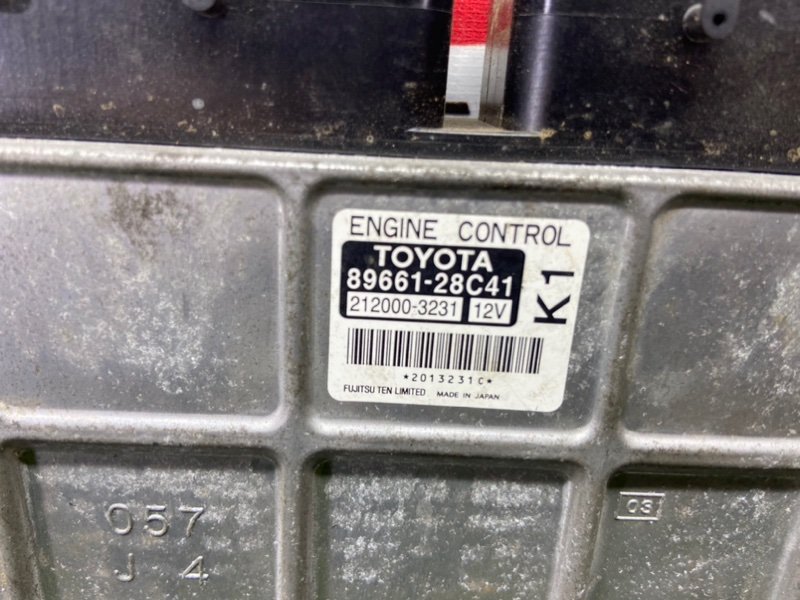 ENGINE CONTROL
TOYOTA
89661-28C41
212000-3231 12V
K1
*2013231C*
FUJITSU TEN LIMITED MADE IN JAPAN
057
J 4
03